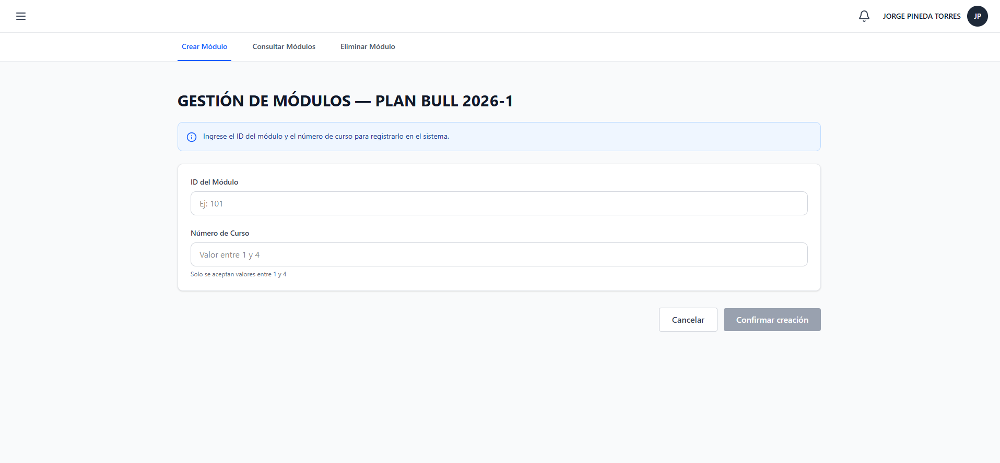 JORGE PINEDA TORRES JP
Crear Módulo Consultar Módulos Eliminar Módulo
GESTIÓN DE MÓDULOS — PLAN BULL 2026-1
Ingrese el ID del módulo y el número de curso para registrarlo en el sistema.
ID del Módulo
Ej: 101
Número de Curso
Valor entre 1 y 4
Solo se aceptan valores entre 1 y 4
Cancelar Confirmar creación